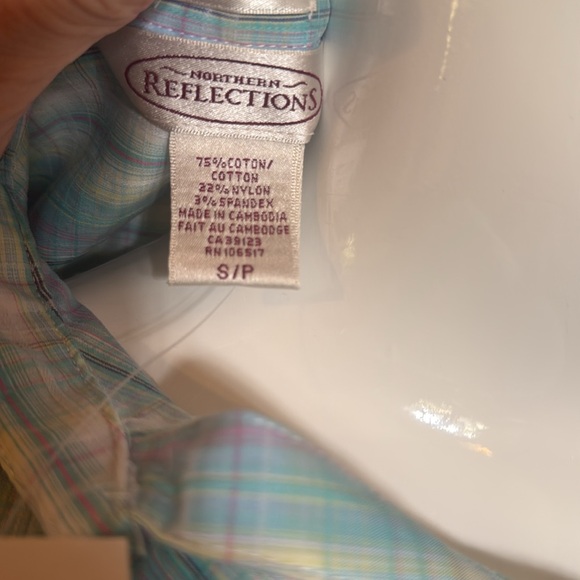 NORTHERN
REFLECTIONS
75%COTON/
COTTON
22%NYLON
3%SPANDEX
MADE IN CAMBODIA
FAIT AU CAMBODGE
CA39123
RN106517
S/P